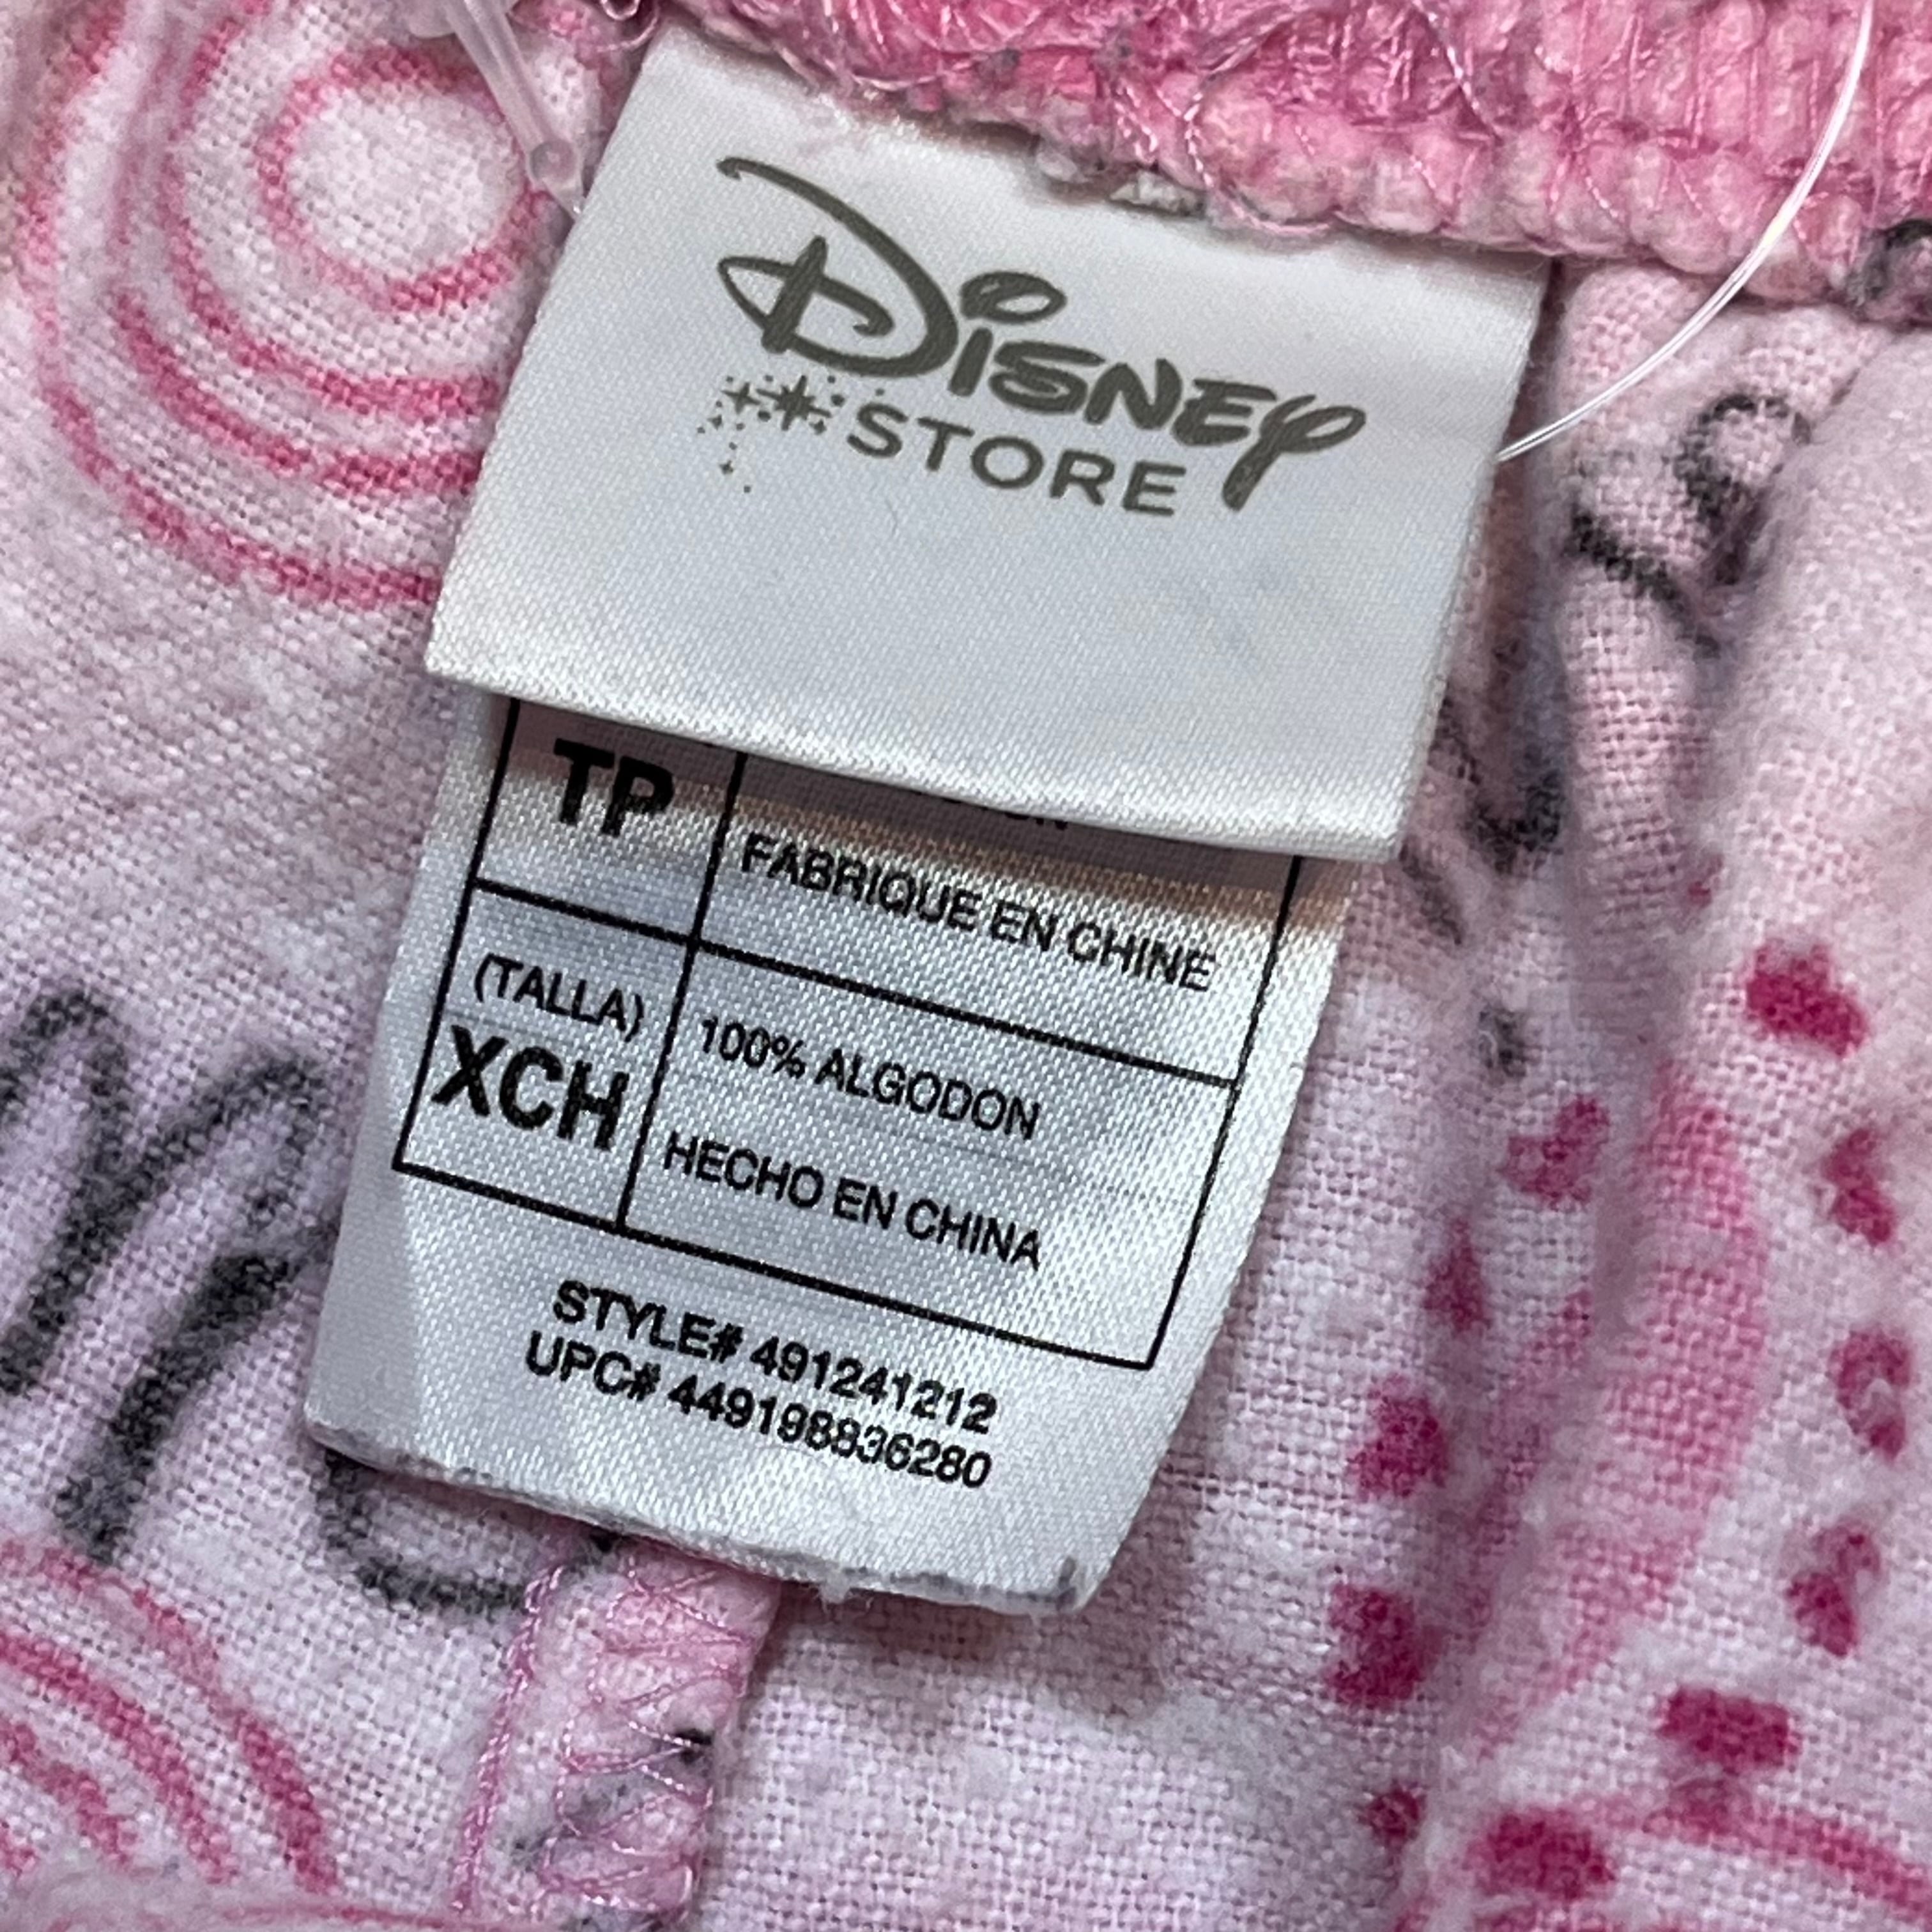 Disney
STORE
TP
FABRIQUE EN CHINE
(TALLA)
XCH
100% ALGODON
HECHO EN CHINA
STYLE# 491241212
UPC# 449198836280